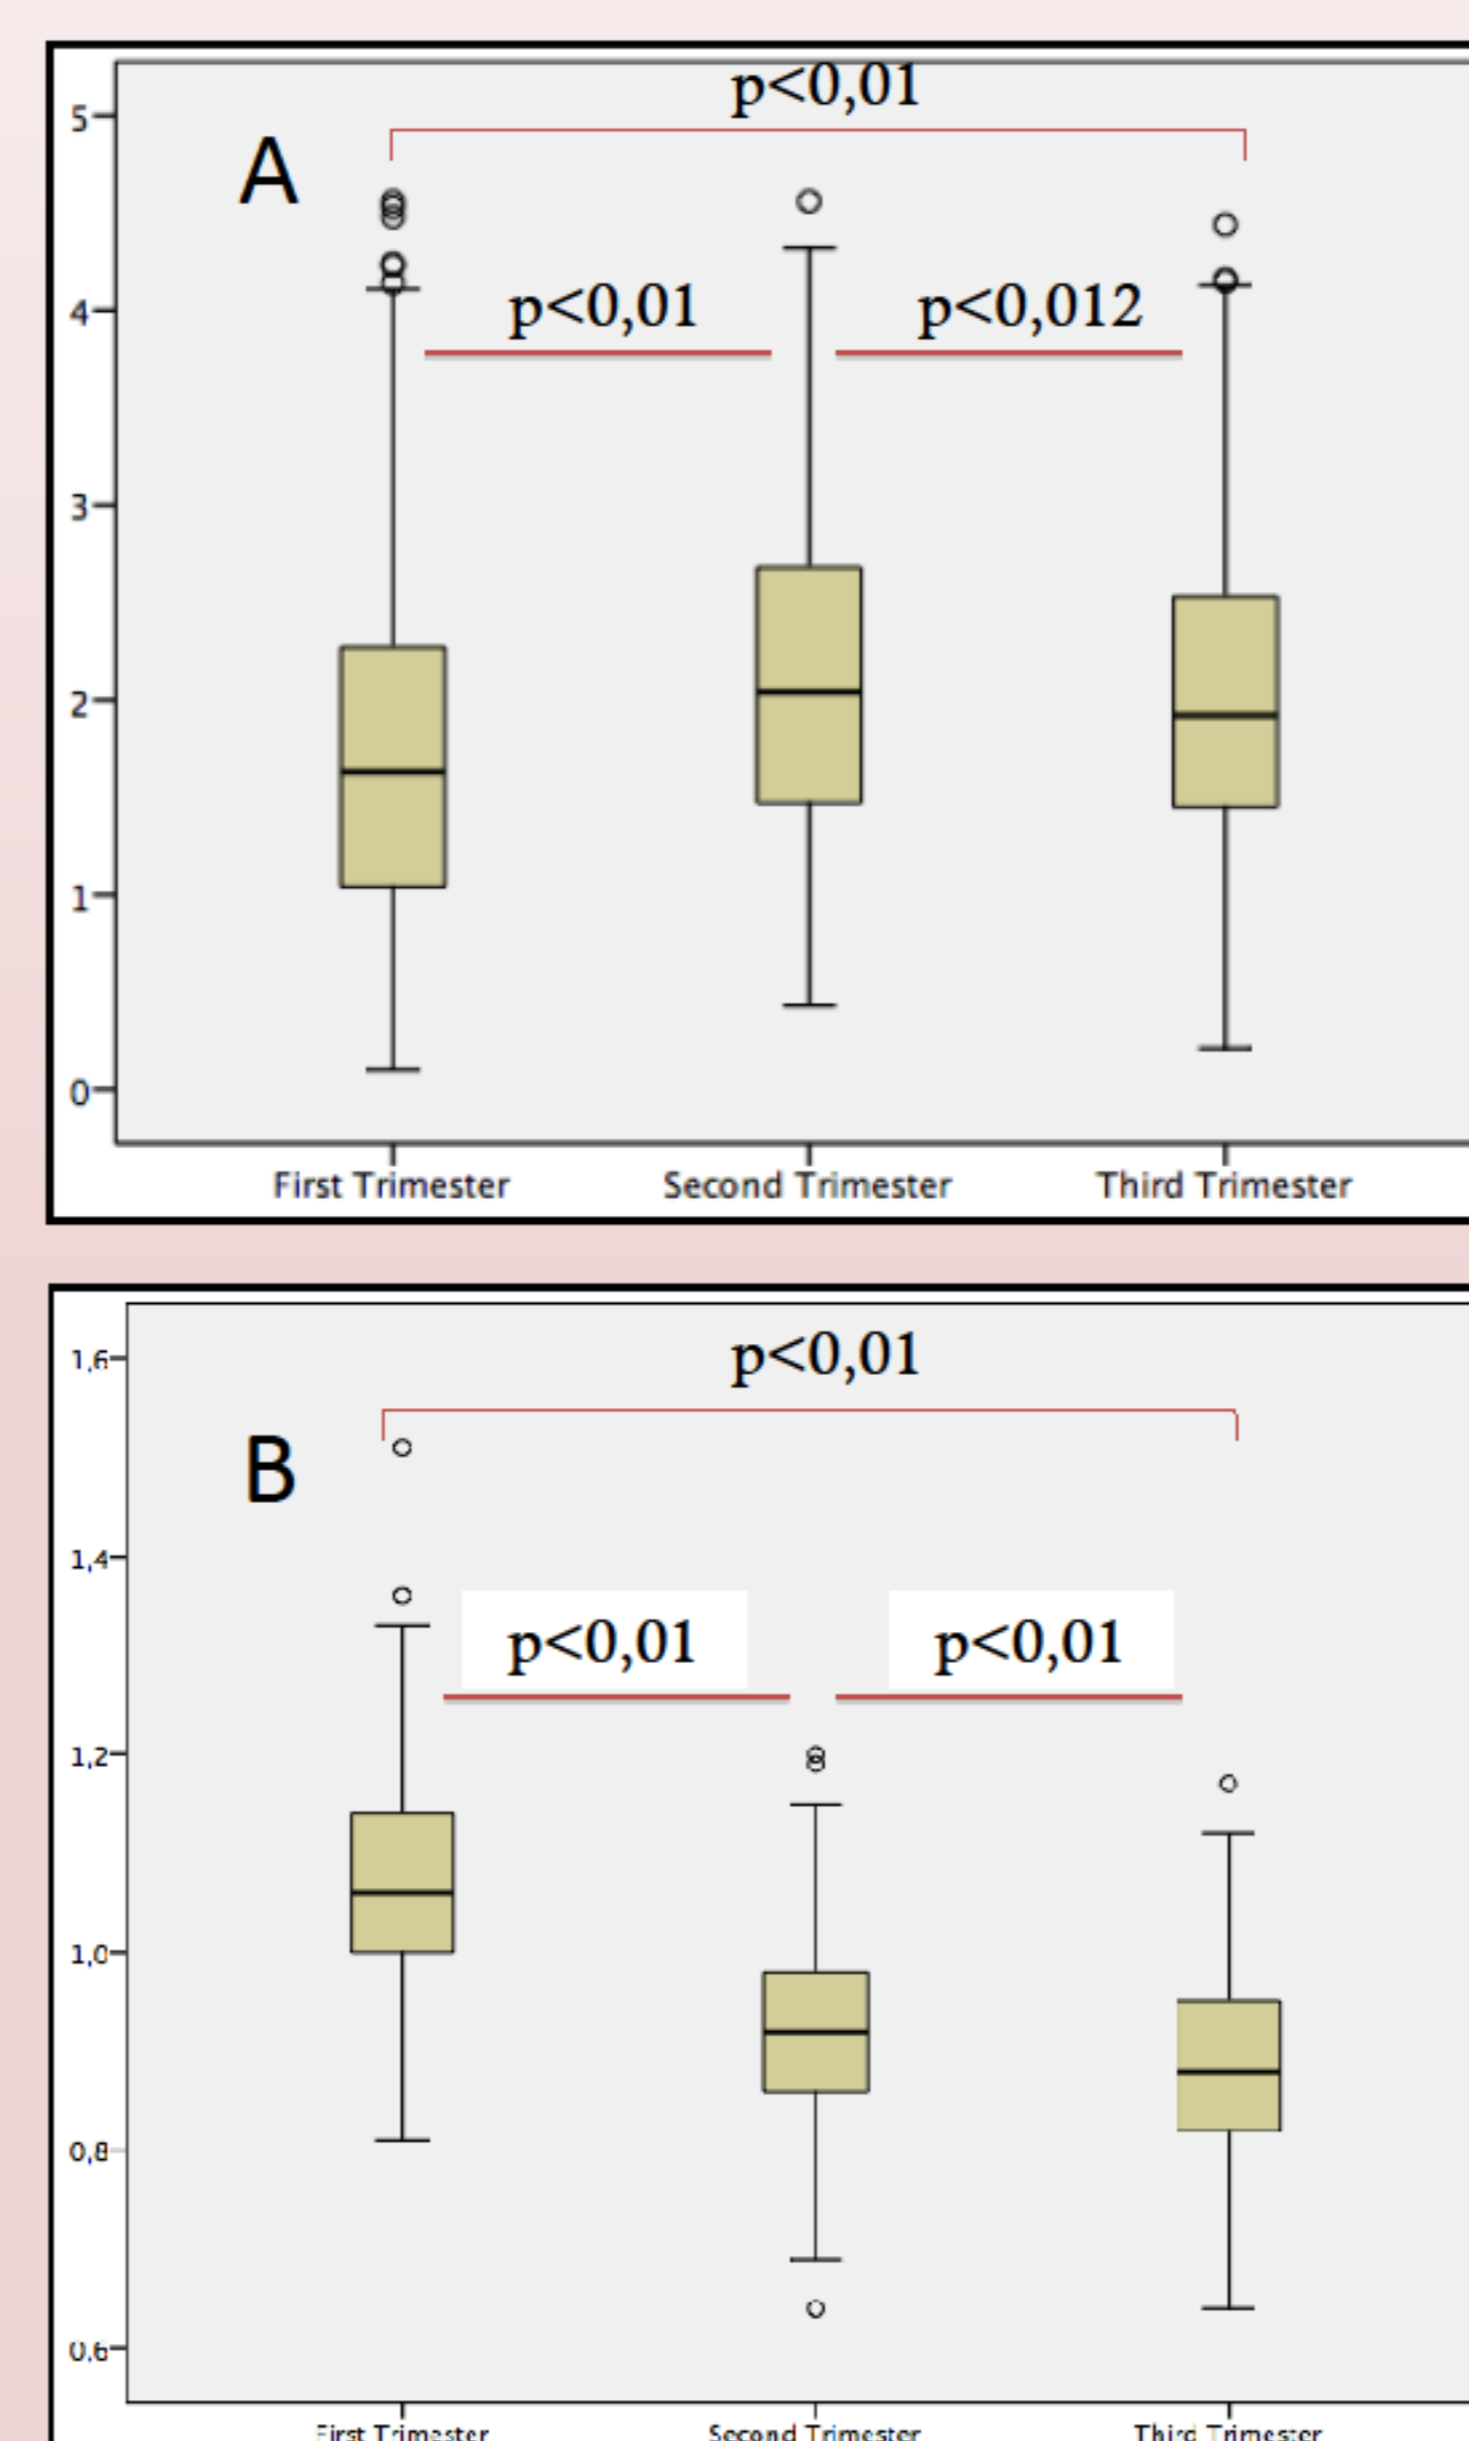 p<0,01
5
A
4
p<0,01 p<0,012
3
2
1
0
First Trimester Second Trimester Third Trimester
1,6
p<0,01
B
1,4
p<0,01 p<0,01
1,2
1,0
0,8
0,6
First Trimester Second Trimester Third Trimester